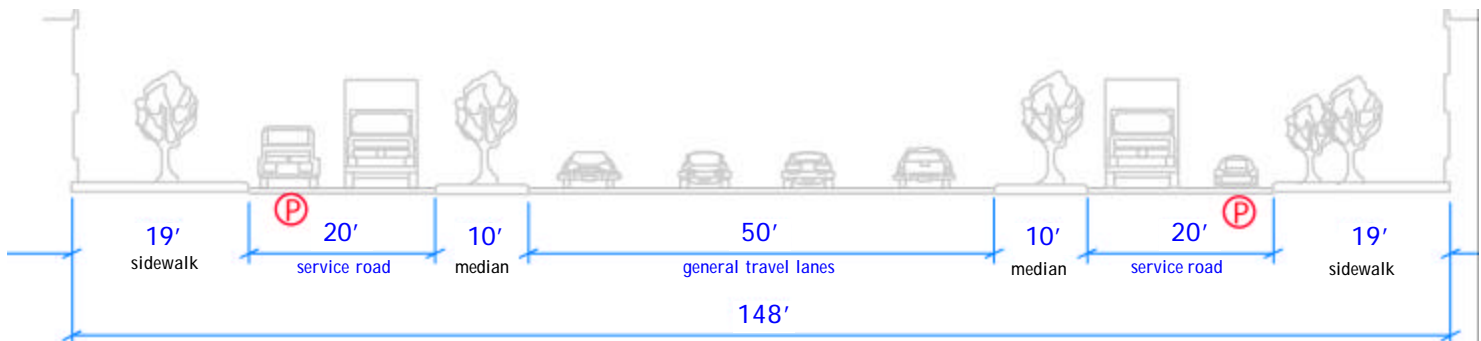 P
P
19' 20' 10' 50' 10' 20' 19'
sidewalk service road median general travel lanes median service road sidewalk
148'